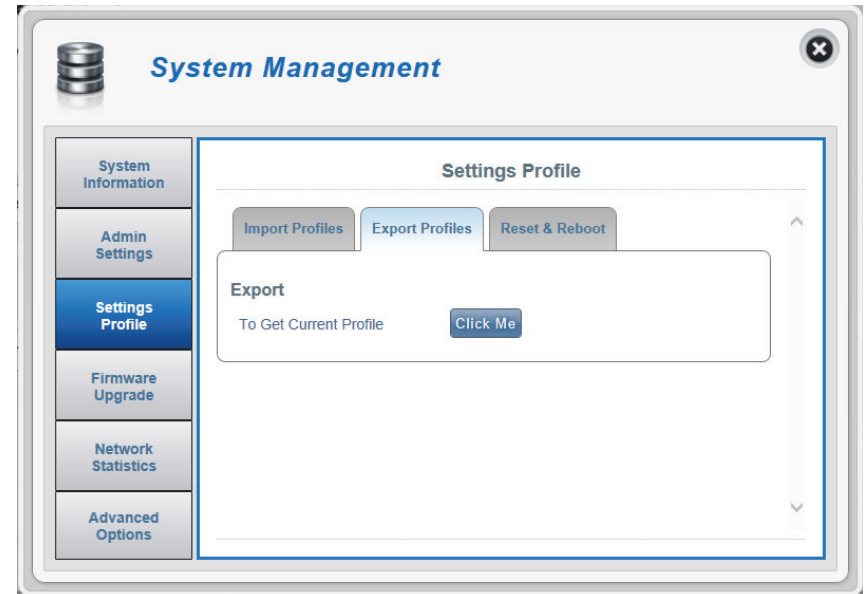 System Management
System
Information
Admin
Settings
Settings
Profile
Firmware
Upgrade
Network
Statistics
Advanced
Options
Settings Profile
Import Profiles
Export Profiles
Reset & Reboot
Export
To Get Current Profile
Click Me